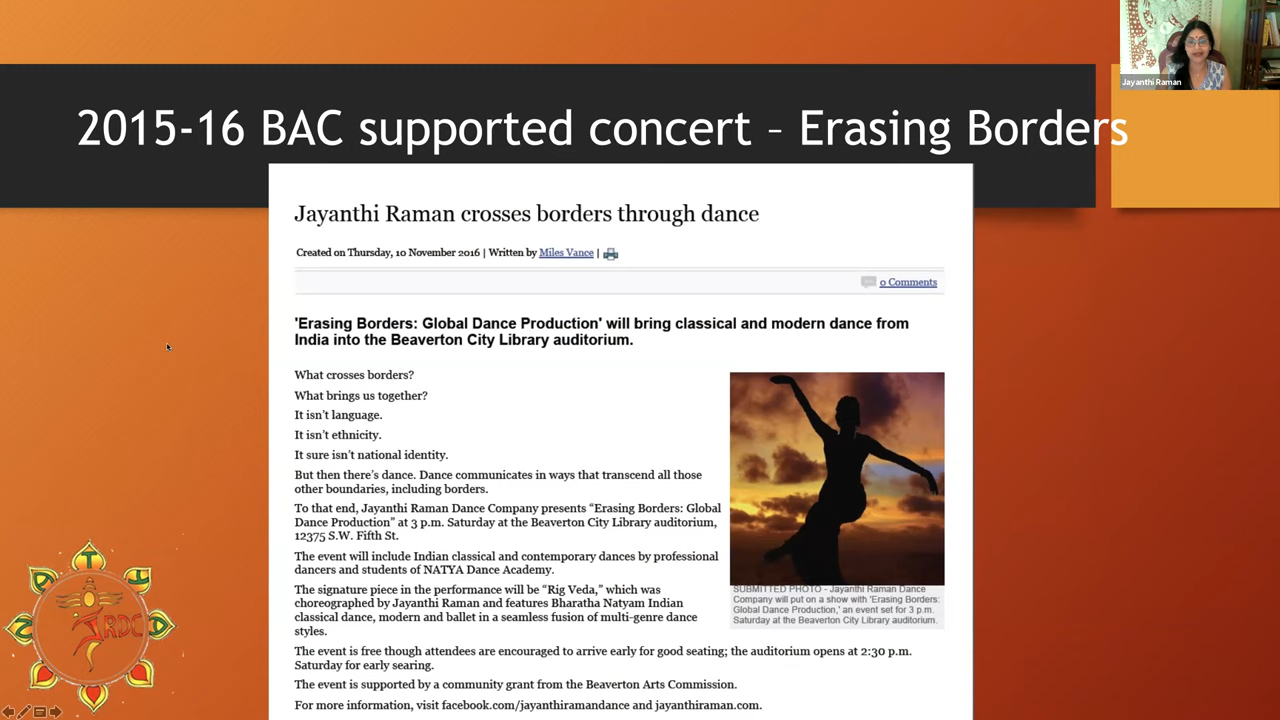 Jayanthi Raman
2015-16 BAC supported concert – Erasing Borders
Jayanthi Raman crosses borders through dance
Created on Thursday, 10 November 2016 | Written by Miles Vance |
0 Comments
'Erasing Borders: Global Dance Production' will bring classical and modern dance from
India into the Beaverton City Library auditorium.
What crosses borders?
What brings us together?
It isn't language.
It isn't ethnicity.
It sure isn't national identity.
But then there's dance. Dance communicates in ways that transcend all those
other boundaries, including borders.
To that end, Jayanthi Raman Dance Company presents "Erasing Borders: Global
Dance Production" at 3 p.m. Saturday at the Beaverton City Library auditorium,
12375 S.W. Fifth St.
The event will include Indian classical and contemporary dances by professional
dancers and students of NATYA Dance Academy.
The signature piece in the performance will be "Rig Veda," which was
choreographed by Jayanthi Raman and features Bharatha Natyam Indian
classical dance, modern and ballet in a seamless fusion of multi-genre dance
styles.
SUBMITTED PHOTO - Jayanthi Raman Dance
Company will put on a show with 'Erasing Borders:
Global Dance Production,' an event set for 3 p.m.
Saturday at the Beaverton City Library auditorium.
The event is free though attendees are encouraged to arrive early for good seating; the auditorium opens at 2:30 p.m.
Saturday for early searing.
The event is supported by a community grant from the Beaverton Arts Commission.
For more information, visit facebook.com/jayanthiramandance and jayanthiraman.com.
JRDC